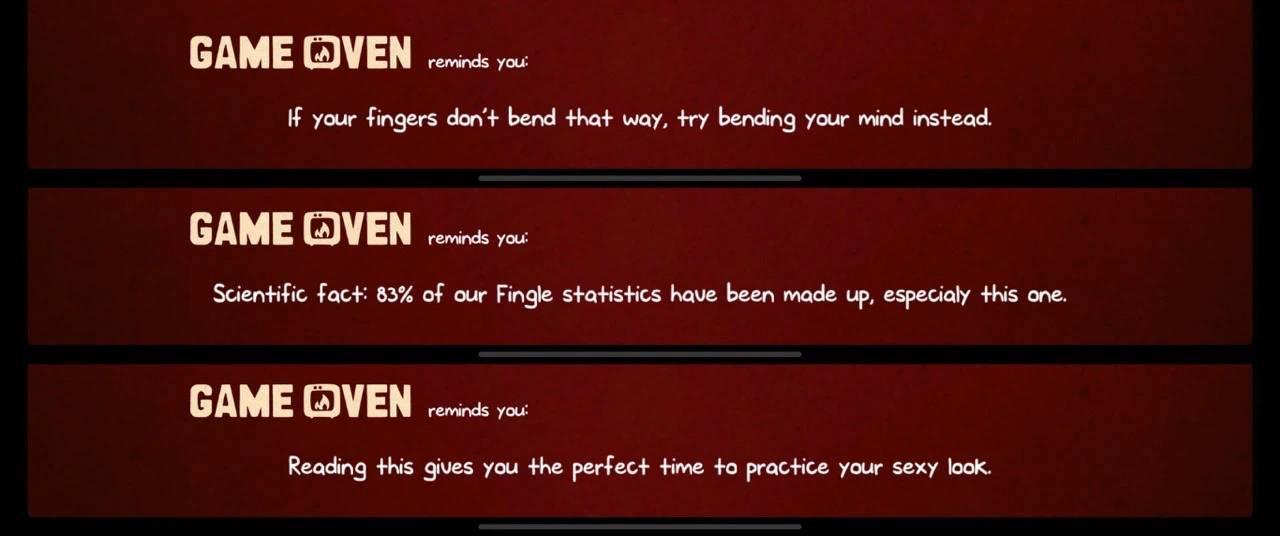 GAME OVEN reminds you:
If your fingers don't bend that way, try bending your mind instead.
GAME OVEN reminds you:
Scientific fact: 83% of our Fingle statistics have been made up, especialy this one.
GAME OVEN reminds you:
Reading this gives you the perfect time to practice your sexy look.